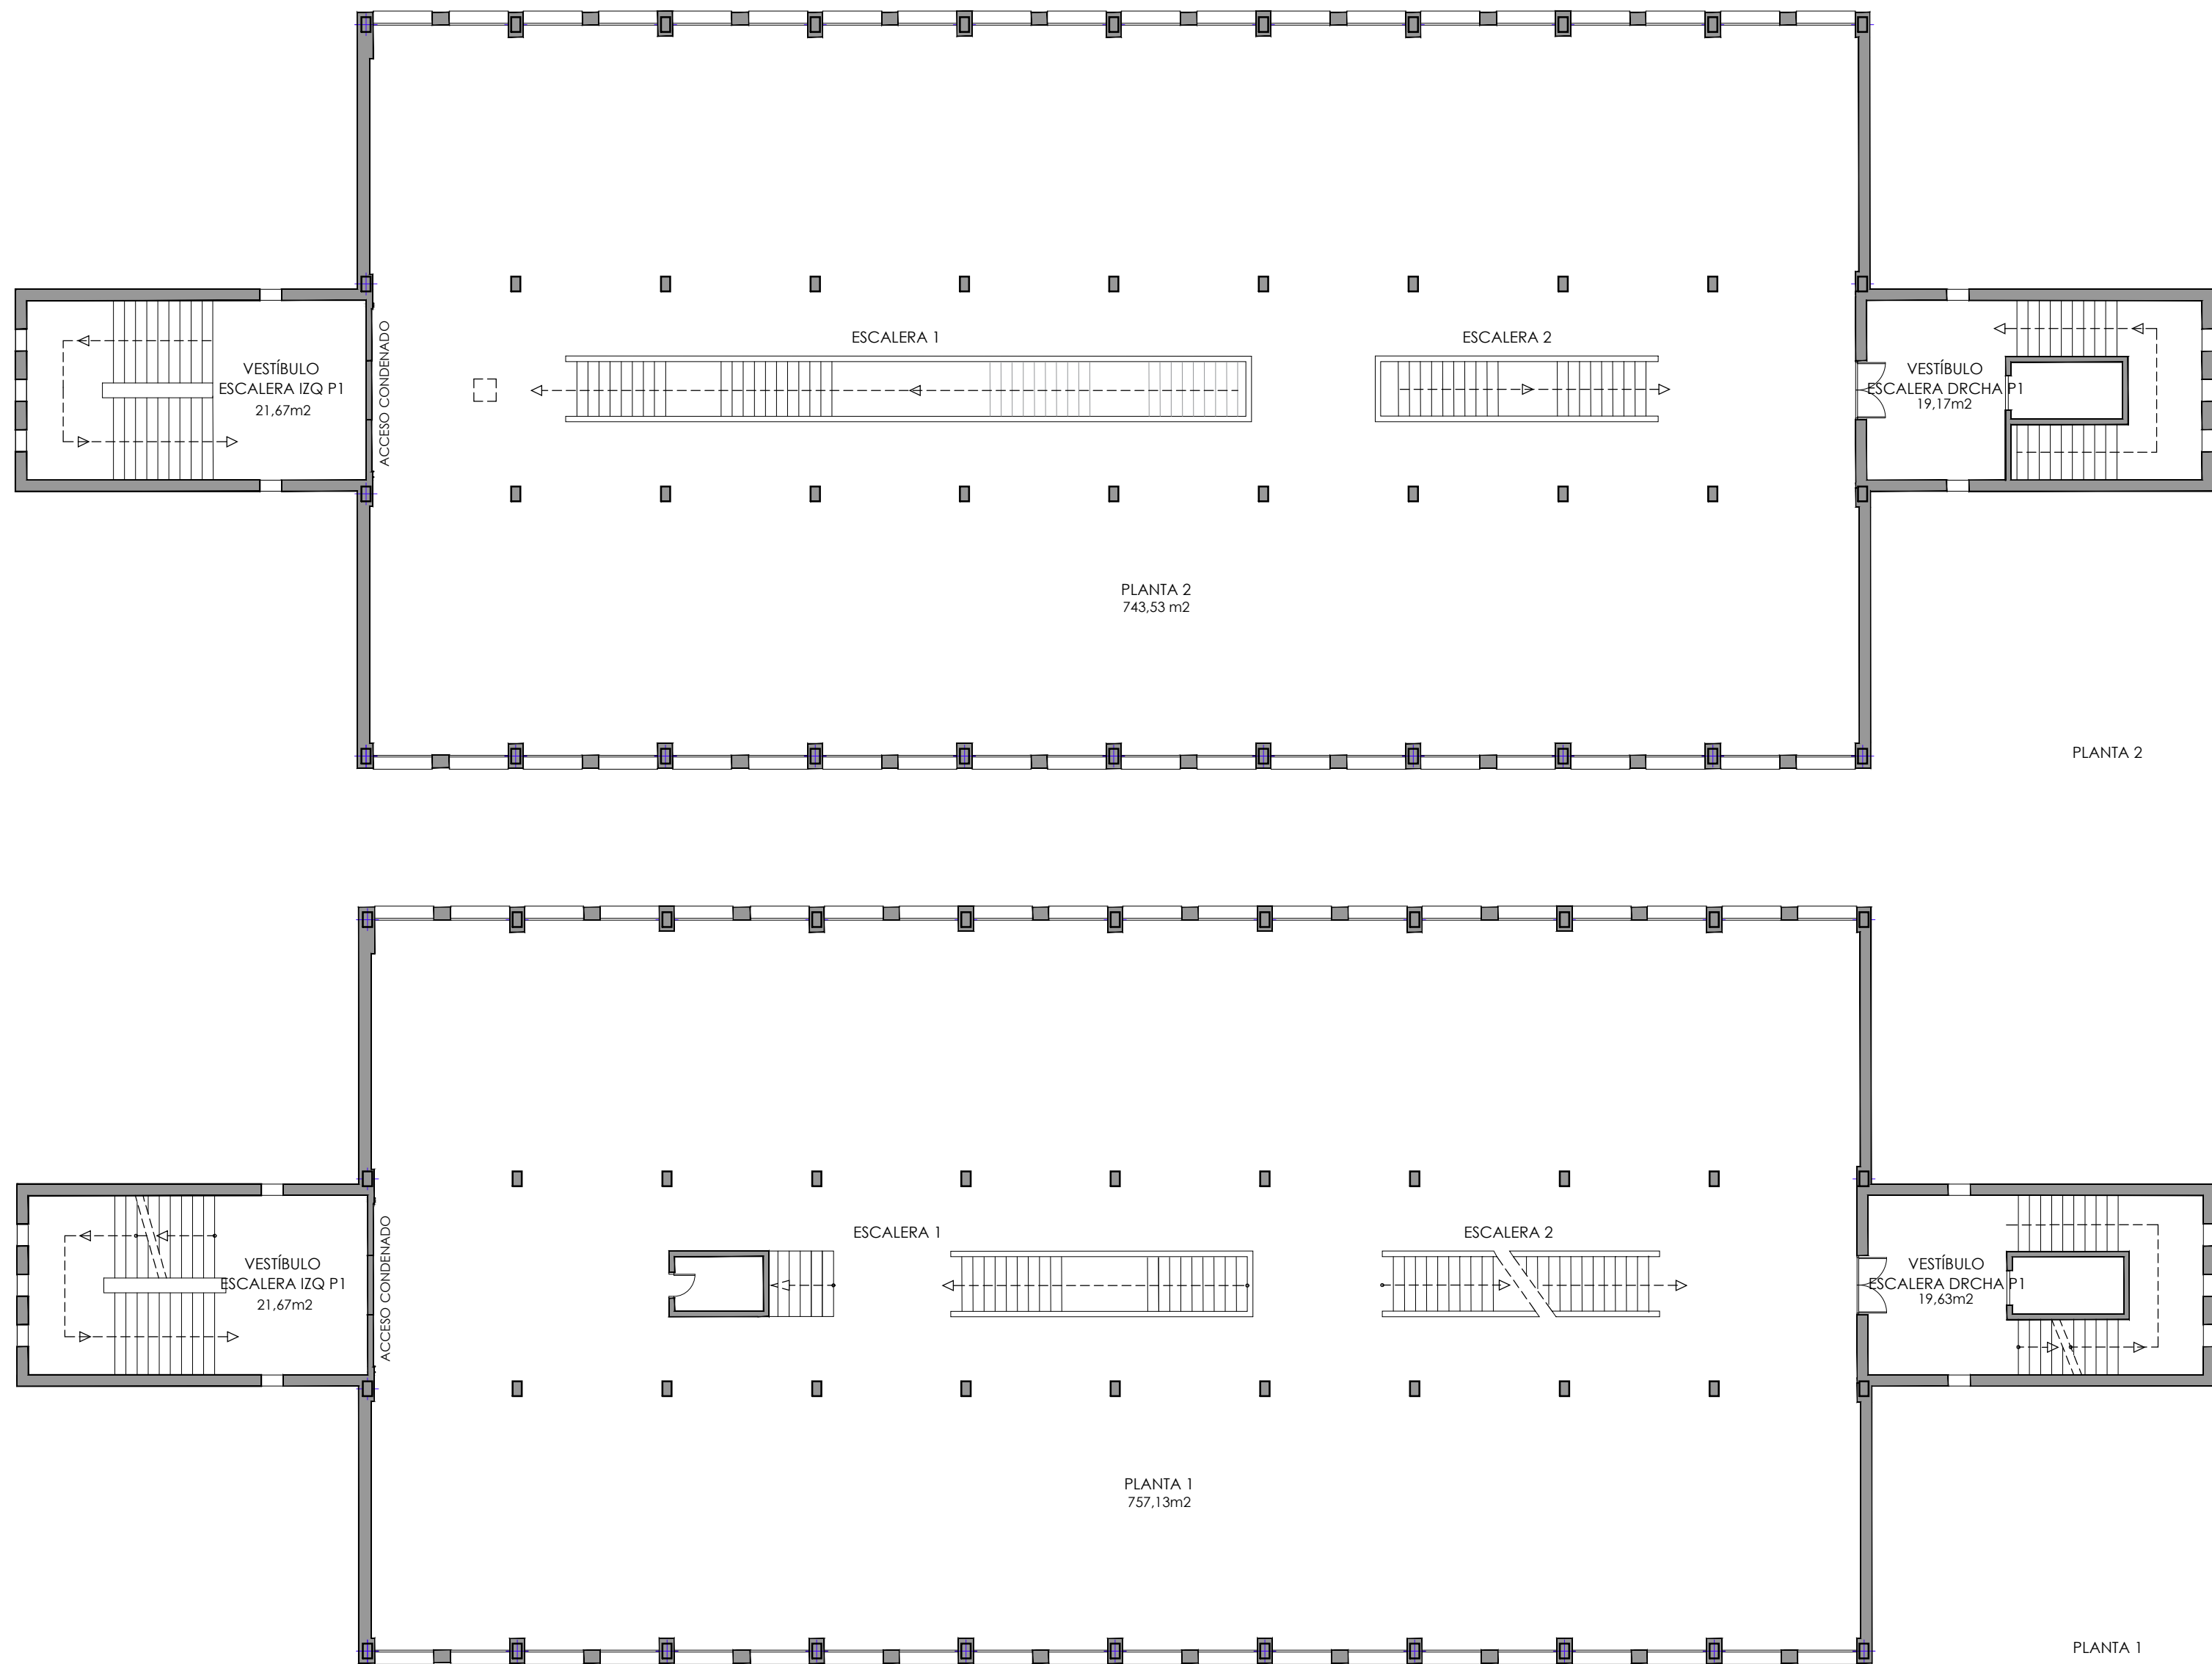 ESCALERA 1
ESCALERA 2
VESTÍBULO
ESCALERA IZQ P1
21,67m2
ACCESO CONDENADO
VESTÍBULO
ESCALERA DRCHA P1
19,17m2
PLANTA 2
743,53 m2
PLANTA 2
ESCALERA 1
ESCALERA 2
VESTÍBULO
ESCALERA IZQ P1
21,67m2
ACCESO CONDENADO
VESTÍBULO
ESCALERA DRCHA P1
19,63m2
PLANTA 1
757,13m2
PLANTA 1